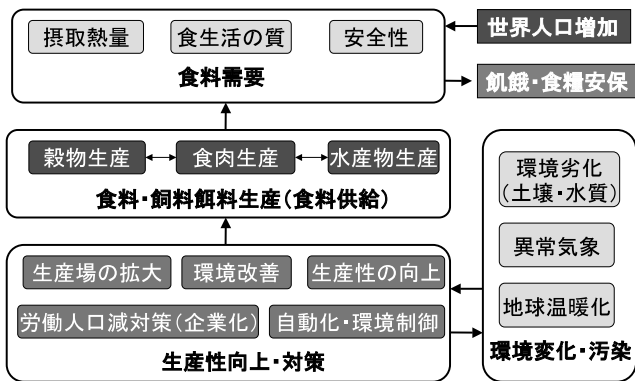 摂取熱量
食生活の質
安全性
食料需要
世界人口増加
飢餓・食糧安保
穀物生産
食肉生産
水産物生産
食料・飼料餌料生産(食料供給)
生産場の拡大
環境改善
生産性の向上
労働人口減対策(企業化)
自動化・環境制御
生産性向上・対策
環境劣化
(土壌・水質)
異常気象
地球温暖化
環境変化・汚染